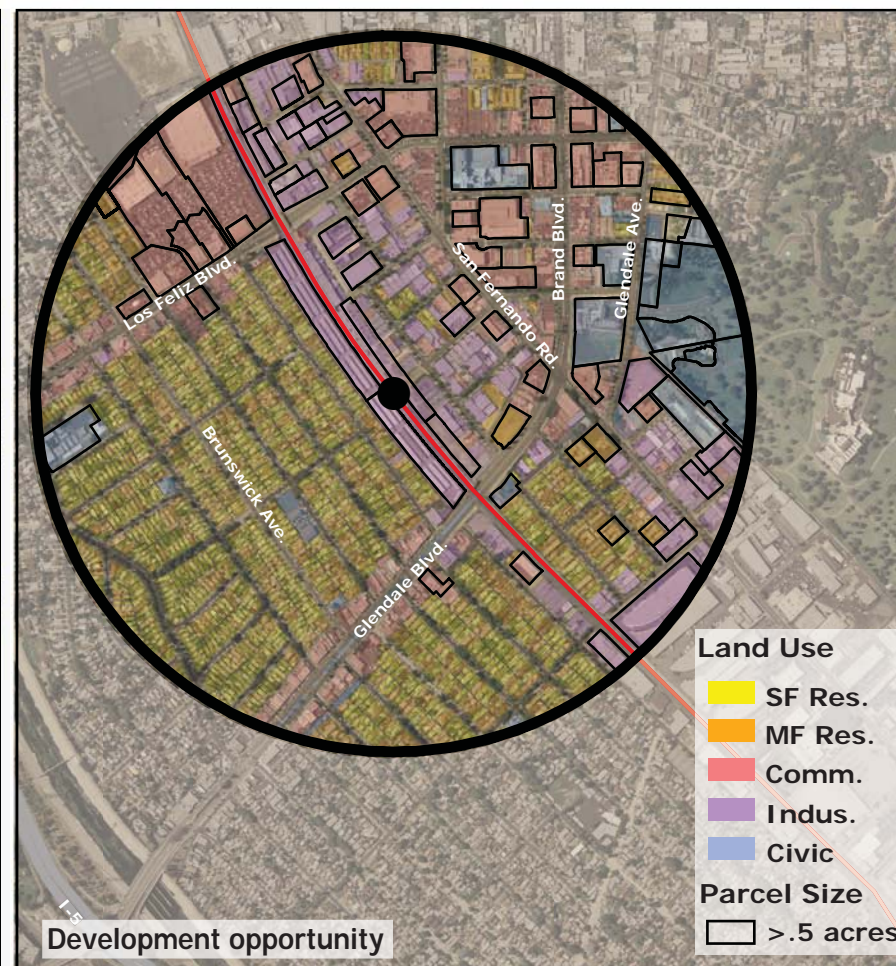 Los Feliz Blvd.
San Fernando Rd.
Brand Blvd.
Glendale Ave.
Brunswick Ave.
Glendale Blvd.
I-5
Land Use
SF Res.
MF Res.
Comm.
Indus.
Civic
Parcel Size
>.5 acres
Development opportunity